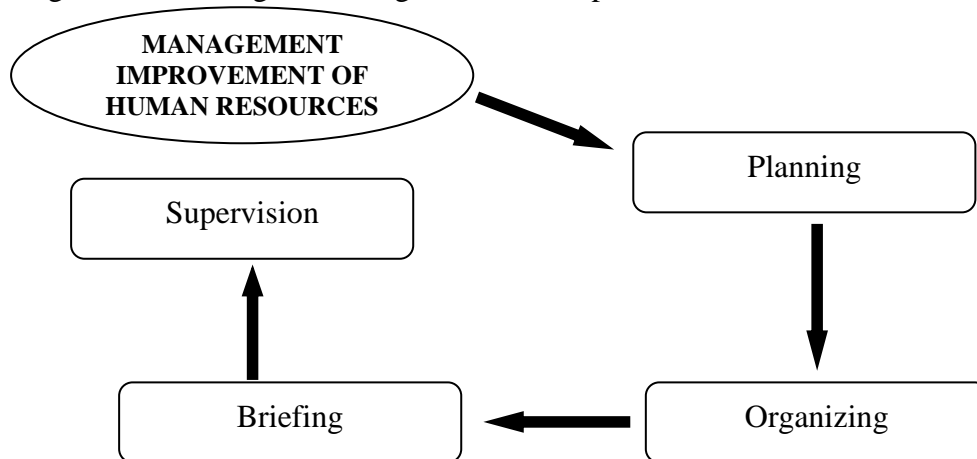 MANAGEMENT
IMPROVEMENT OF
HUMAN RESOURCES
Planning
Supervision
Briefing
Organizing